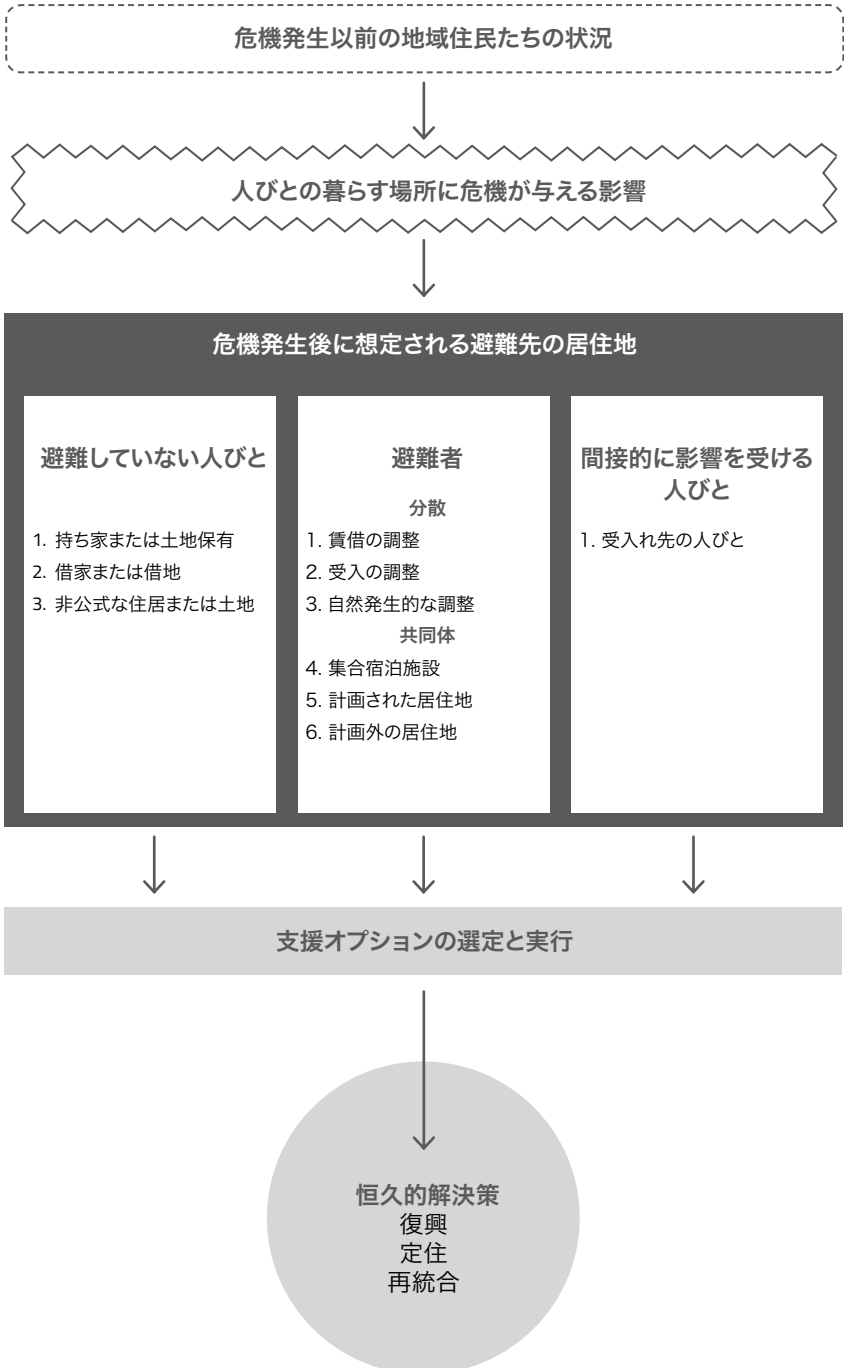 危機発生以前の地域住民たちの状況
人びとの暮らす場所に危機が与える影響
危機発生後に想定される避難先の居住地
避難していない人びと
1. 持ち家または土地保有
2. 借家または借地
3. 非公式な住居または土地
避難者
分散
1. 賃借の調整
2. 受入の調整
3. 自然発生的な調整
共同体
4. 集合宿泊施設
5. 計画された居住地
6. 計画外の居住地
間接的に影響を受ける
人びと
1. 受入れ先の人びと
支援オプションの選定と実行
恒久的解決策
復興
定住
再統合